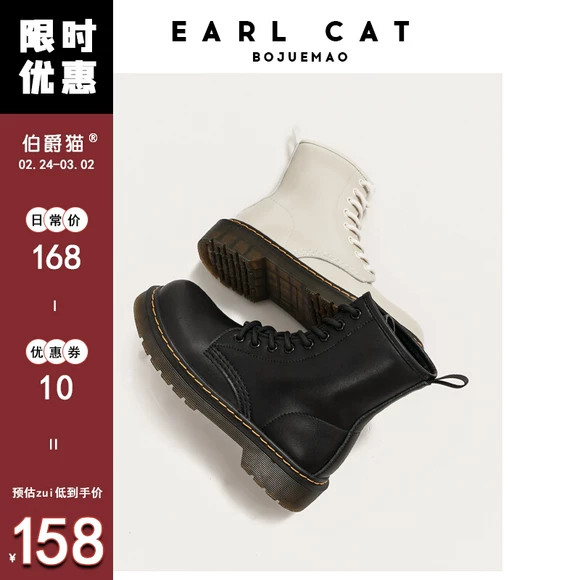 限时
优惠
EARL CAT
BOJUEMAO
伯爵猫®
02.24-03.02
日常价
168
–
优惠券
10
=
预估zui低到手价
¥158